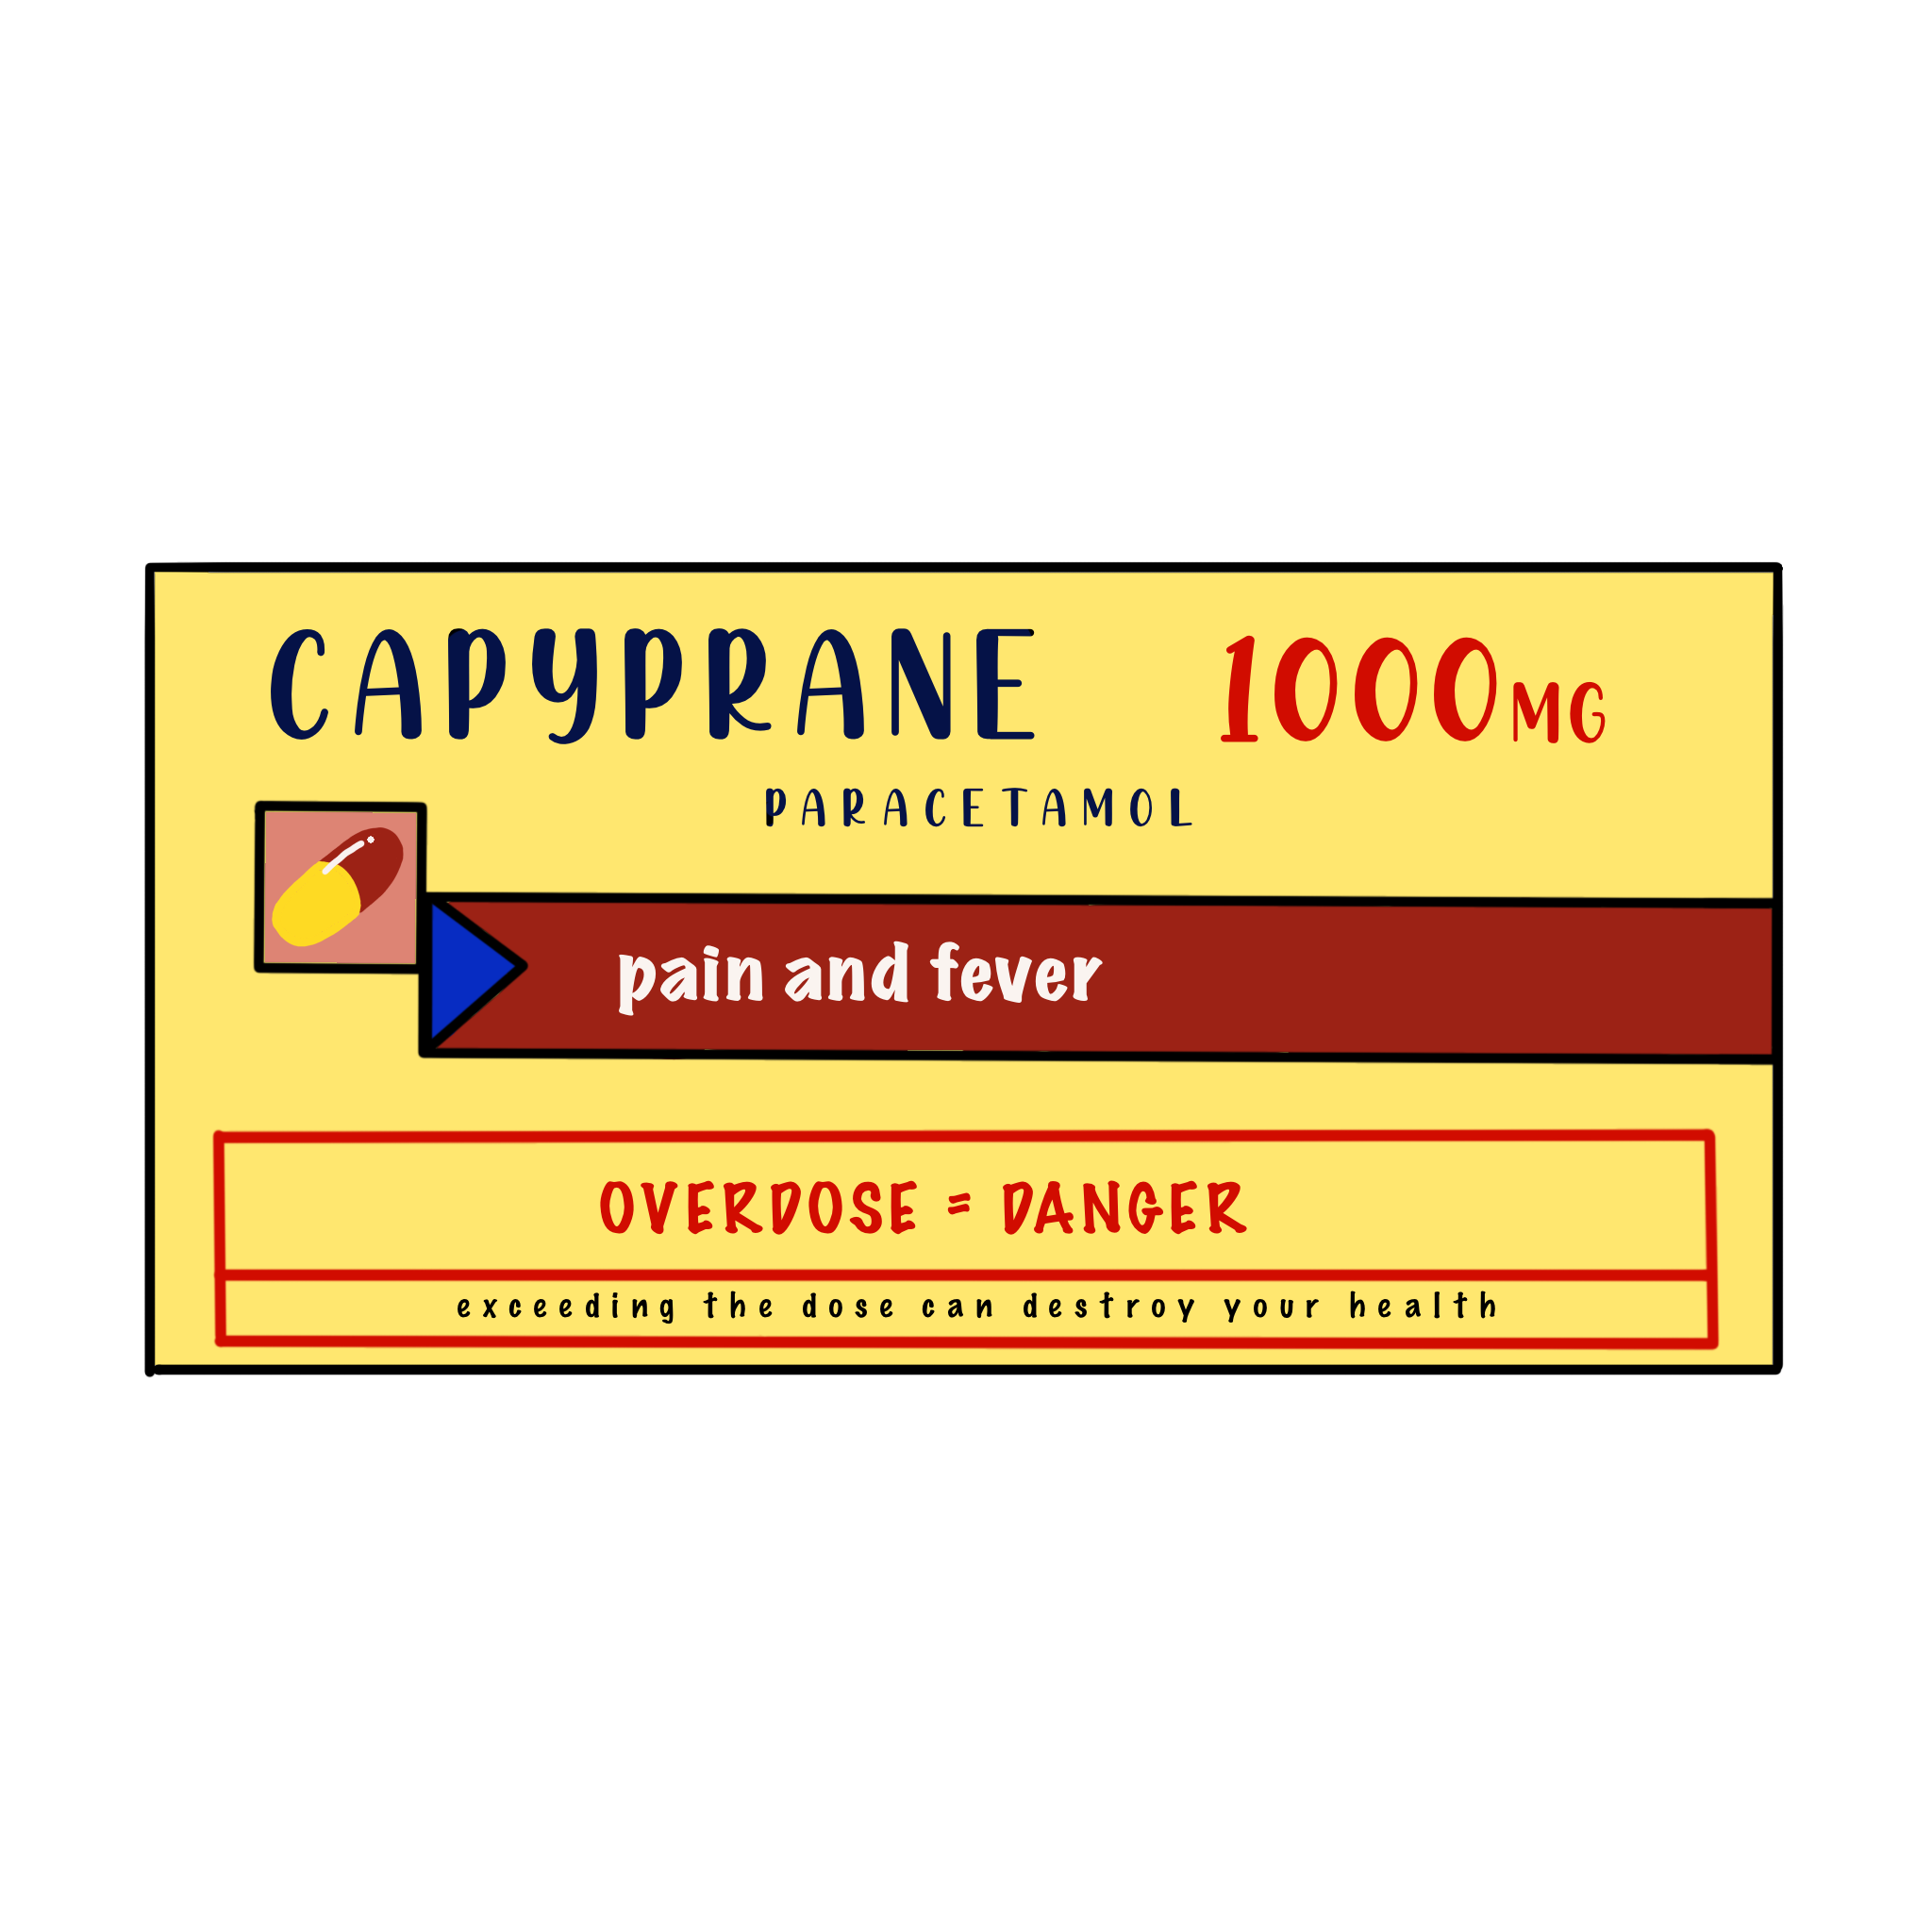 CAPYPRANE 1000MG
PARACETAMOL
pain and fever
OVERDOSE = DANGER
exceeding the dose can destroy your health